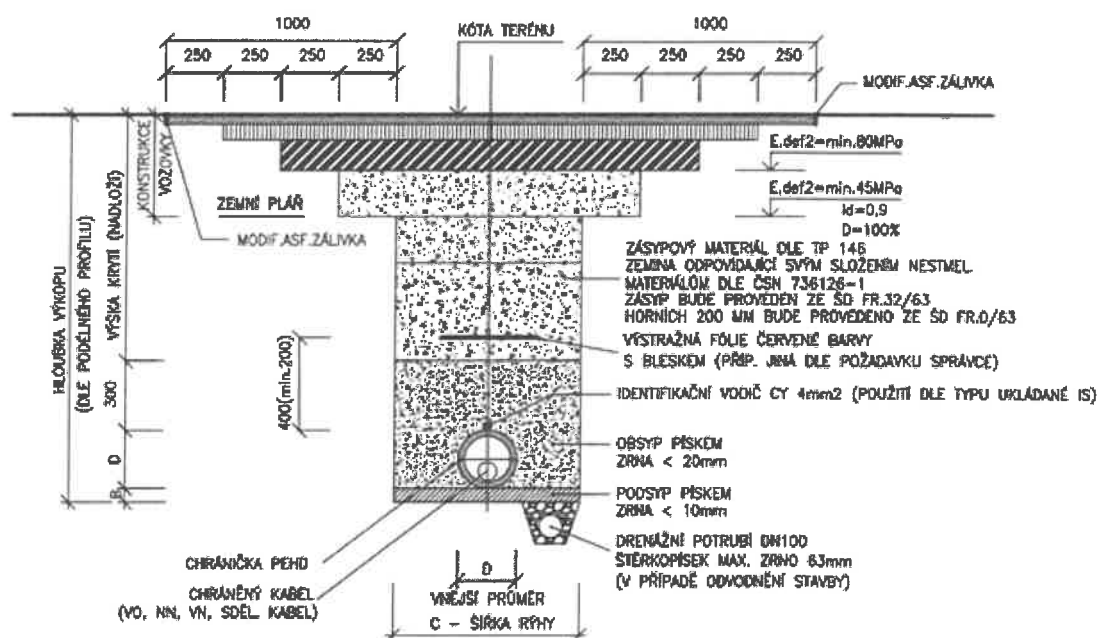 1000
1000
KÓTA TERÉNU
250 250 250 250
250 250 250 250
MODIF.ASF.ZÁLIVKA
KONSTRUKCE
VOZOVKY
E,def2=min.80MPa
E,def2=min.45MPa
Id=0,9
D=100%
ZEMNÍ PLÁŇ
MODIF.ASF.ZÁLIVKA
HLOUBKA VÝKOPU
(DLE PODÉLNÉHO PROFILU)
VÝŠKA KRYTÍ (NADLOŽÍ)
300
D
B
400(min.200)
ZÁSYPOVÝ MATERIÁL DLE TP 146
ZEMINA ODPOVÍDAJÍCÍ SVÝM SLOŽENÍM NESTMEL.
MATERIÁLŮM DLE ČSN 736126-1
ZÁSYP BUDE PROVEDEN ZE ŠD FR.32/63
HORNÍCH 200 MM BUDE PROVEDENO ZE ŠD FR.0/63
VÝSTRAŽNÁ FÓLIE ČERVENÉ BARVY
S BLESKEM (PŘÍP. JINÁ DLE POŽADAVKU SPRÁVCE)
IDENTIFIKAČNÍ VODIČ CY 4mm2 (POUŽITÍ DLE TYPU UKLÁDANÉ IS)
OBSYP PÍSKEM
ZRNA < 20mm
PODSYP PÍSKEM
ZRNA < 10mm
DRENÁŽNÍ POTRUBÍ DN100
ŠTĚRKOPÍSEK MAX. ZRNO 63mm
(V PŘÍPADĚ ODVODNĚNÍ STAVBY)
CHRÁNIČKA PEHD
CHRÁNĚNÝ KABEL
(VO, NN, VN, SDĚL. KABEL)
D
VNĚJŠÍ PRŮMĚR
C - ŠÍŘKA RÝHY